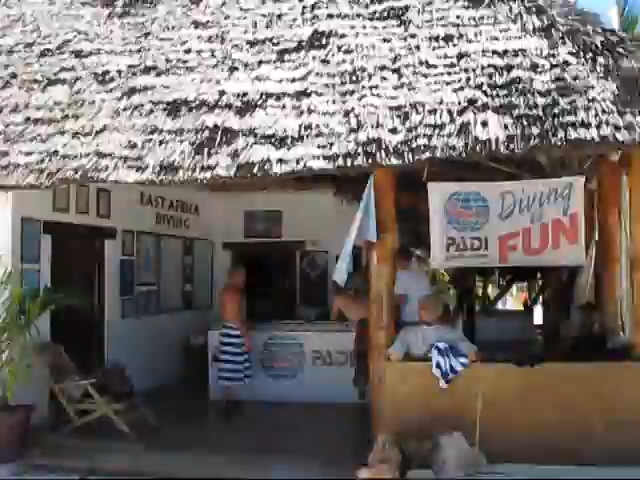 EAST AFRICA
DIVING
PADI
Diving
is
FUN
PADI